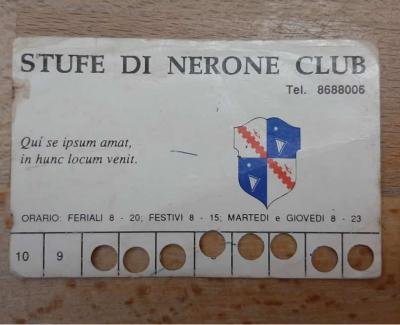 STUFE DI NERONE CLUB
Tel. 8688006
Qui se ipsum amat,
in hunc locum venit.
ORARIO: FERIALI 8 - 20; FESTIVI 8 - 15; MARTEDI e GIOVEDI 8 - 23
10 9